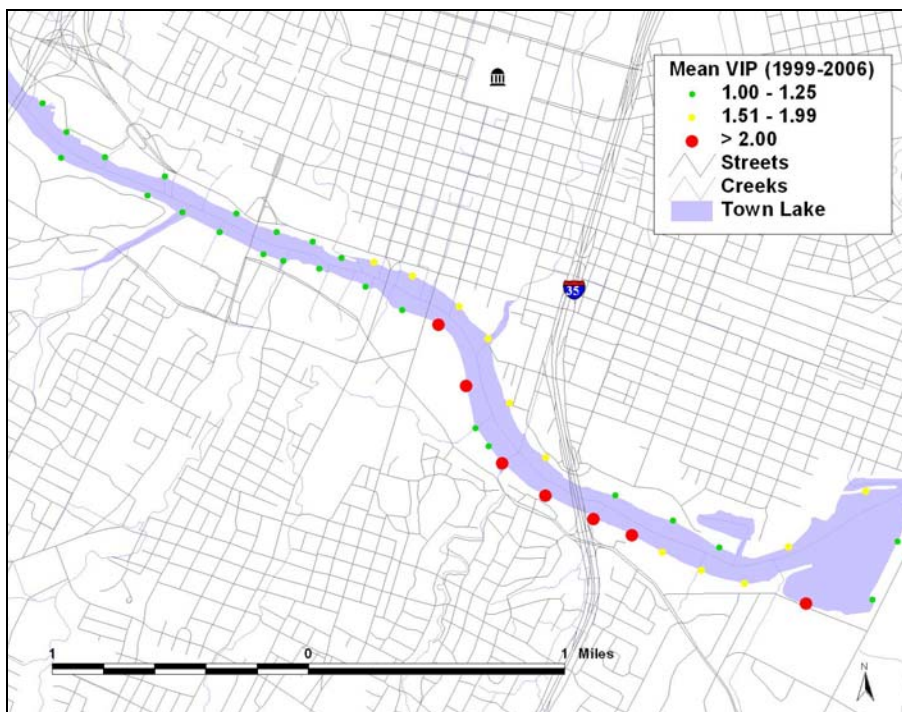 Mean VIP (1999-2006)
1.00 - 1.25
1.51 - 1.99
> 2.00
Streets
Creeks
Town Lake
35
1 0 1 Miles
N